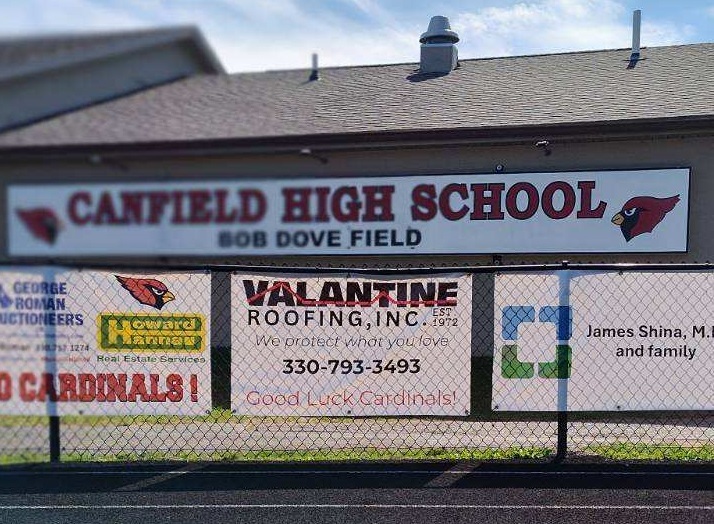 CANFIELD HIGH SCHOOL
BOB DOVE FIELD
GEORGE
ROMAN
UCTIONEERS
O CARDINALS!
Howard
Hanna
Real Estate Services
VALANTINE
ROOFING, INC. EST
1972
We protect what you love
330-793-3493
Good Luck Cardinals!
James Shina, M.
and family